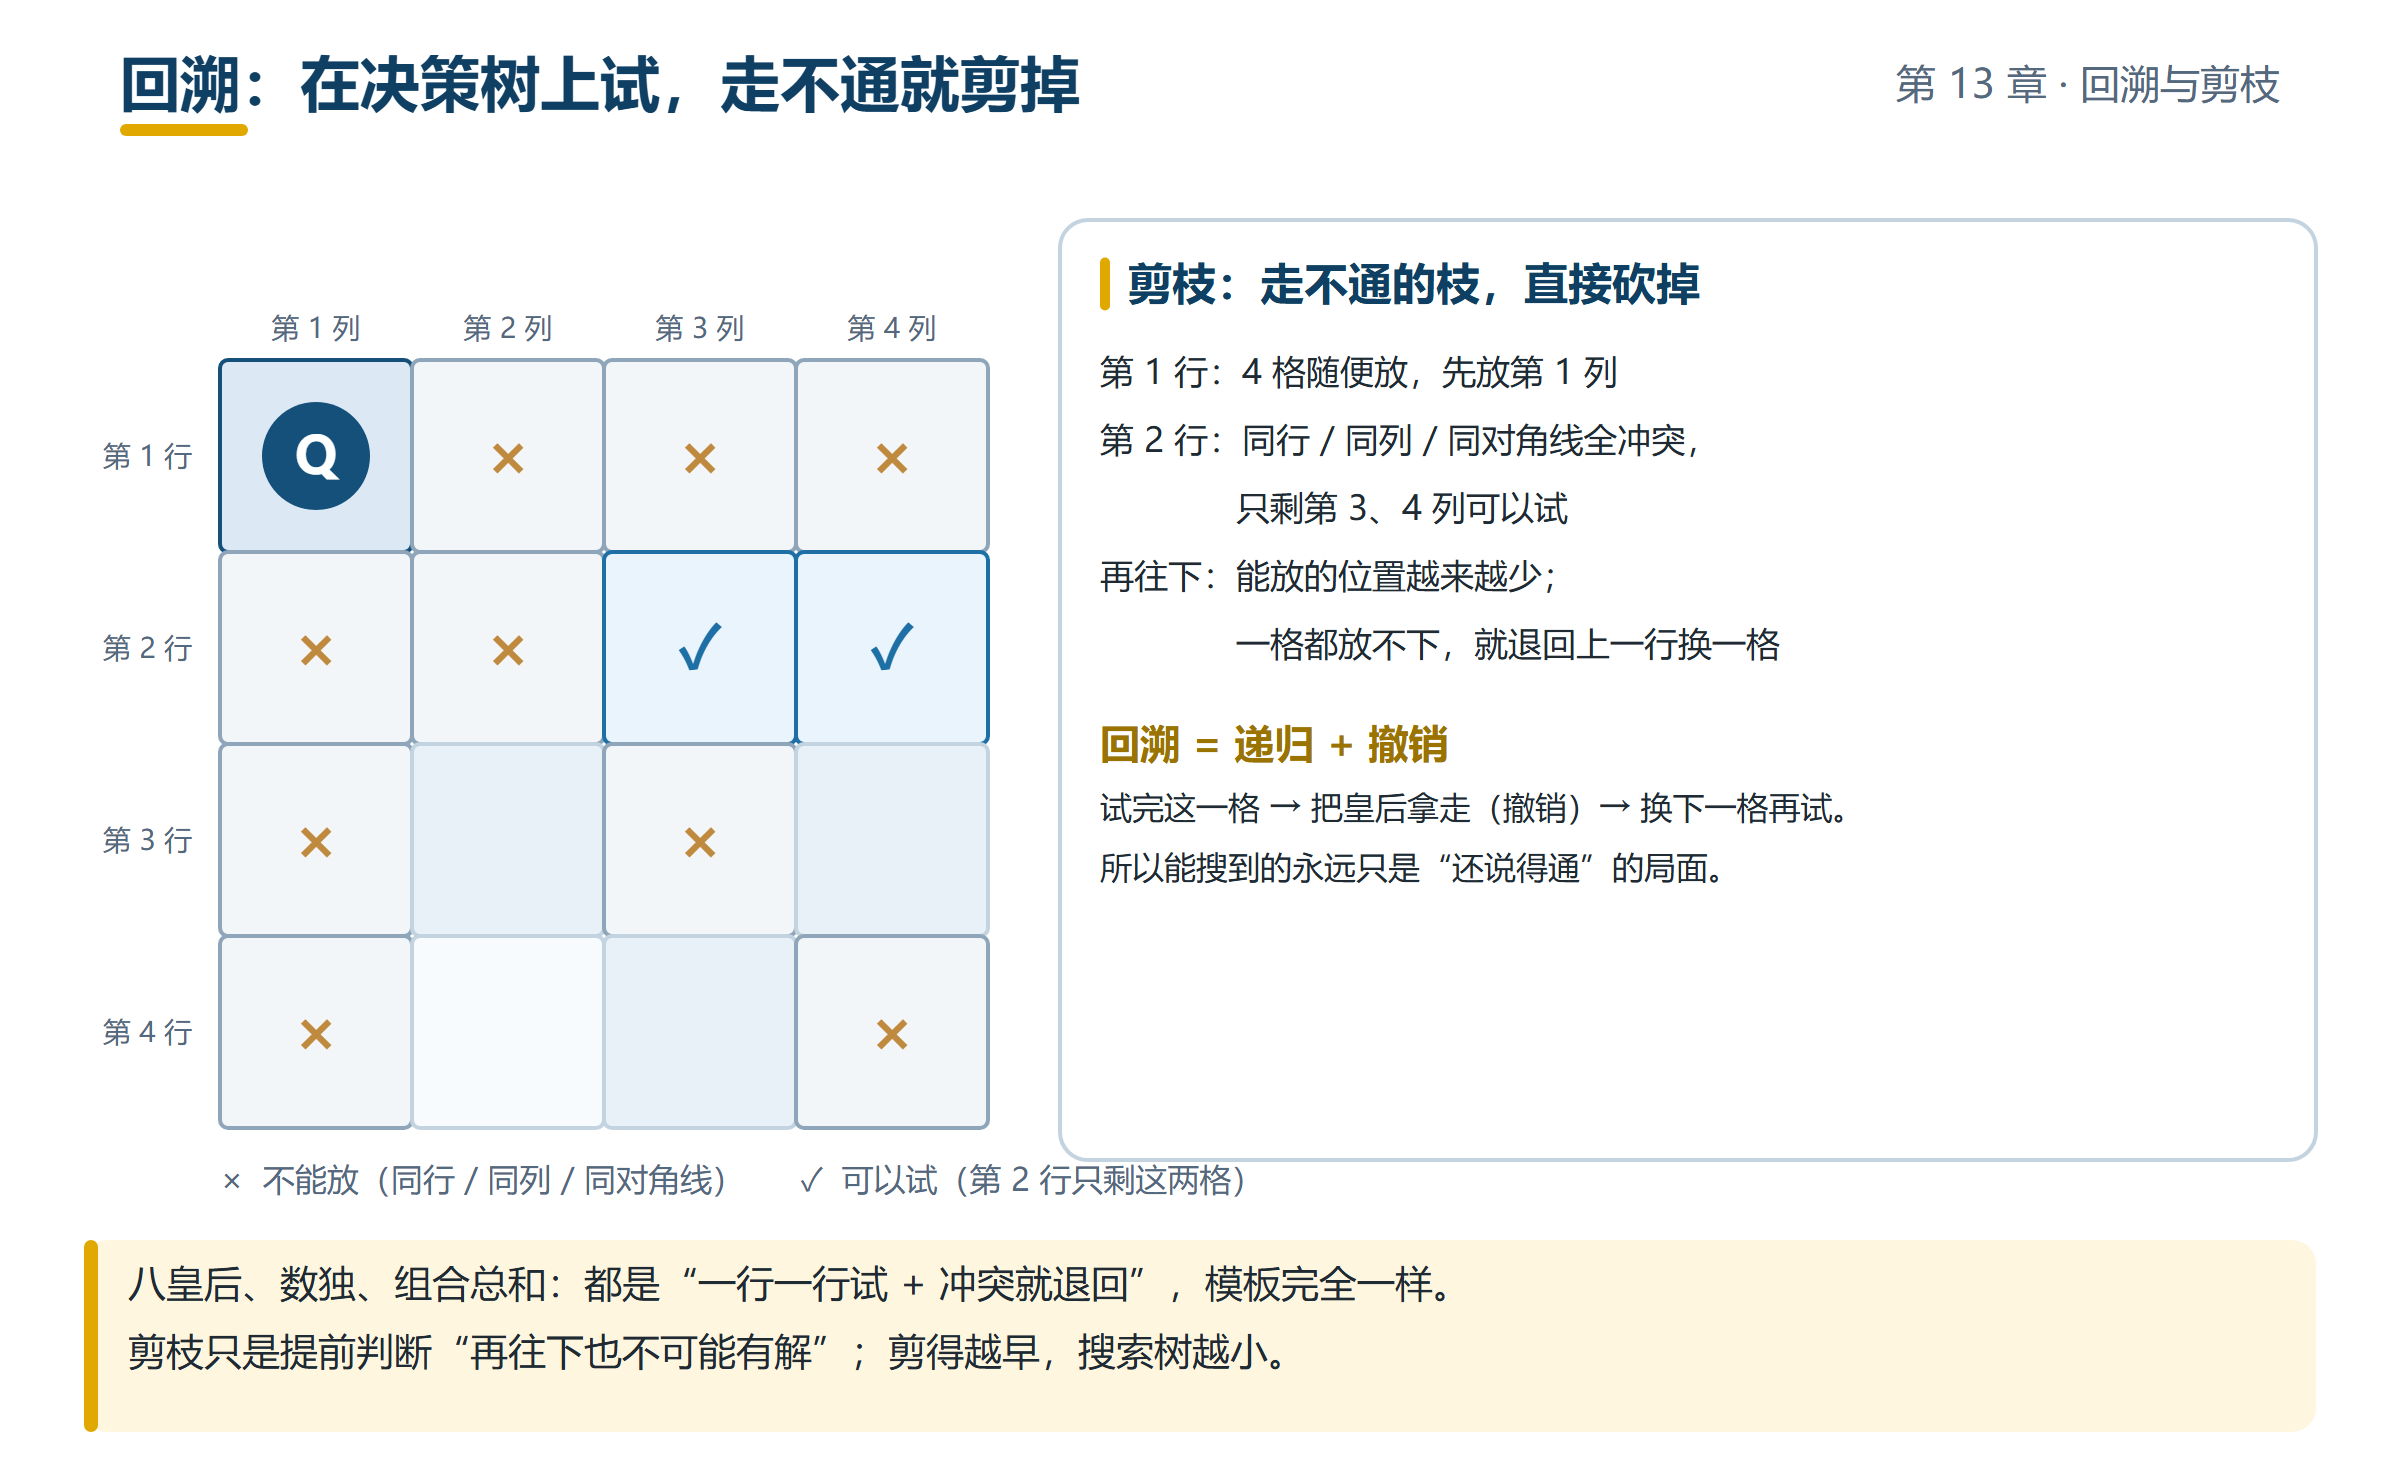 回溯：在决策树上试，走不通就剪掉
第 13 章 · 回溯与剪枝
第 1 列 第 2 列 第 3 列 第 4 列
第 1 行 Q × × ×
第 2 行 × × ✓ ✓
第 3 行 × ×
第 4 行 × ×
× 不能放（同行 / 同列 / 同对角线） ✓ 可以试（第 2 行只剩这两格）
剪枝：走不通的枝，直接砍掉
第 1 行：4 格随便放，先放第 1 列
第 2 行：同行 / 同列 / 同对角线全冲突，
只剩第 3、4 列可以试
再往下：能放的位置越来越少；
一格都放不下，就退回上一行换一格
回溯 = 递归 + 撤销
试完这一格 → 把皇后拿走（撤销）→ 换下一格再试。
所以能搜到的永远只是“还说得通”的局面。
八皇后、数独、组合总和：都是“一行一行试 + 冲突就退回”，模板完全一样。
剪枝只是提前判断“再往下也不可能有解”；剪得越早，搜索树越小。